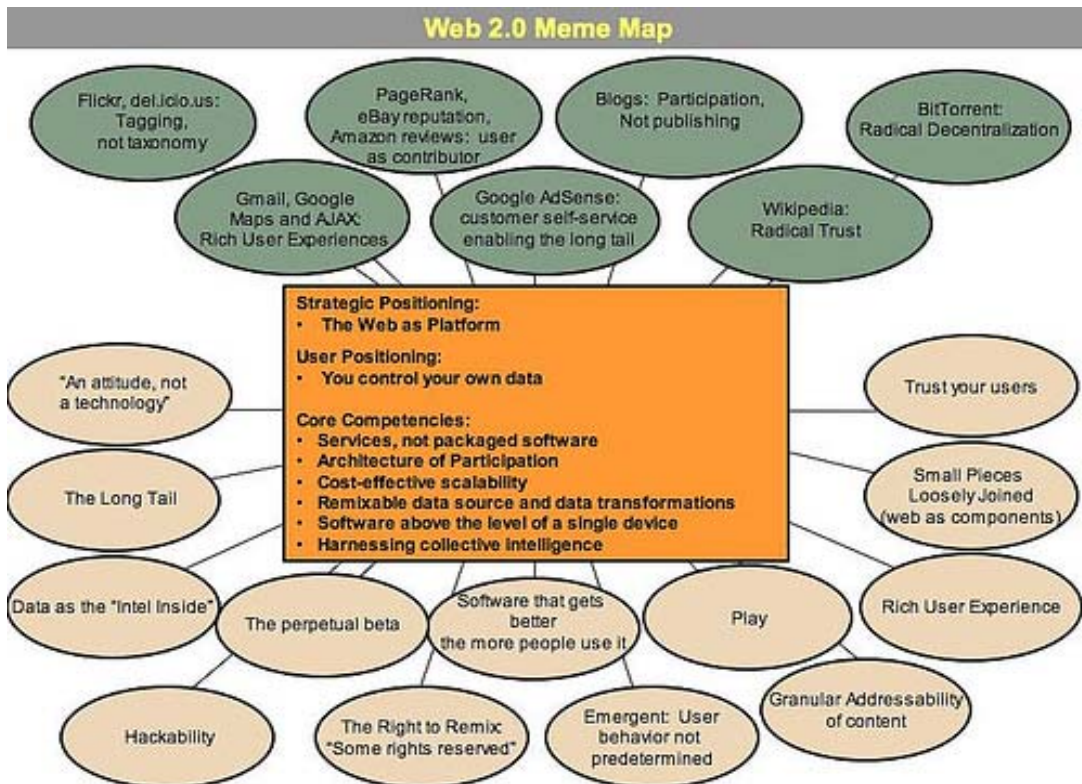 Web 2.0 Meme Map
Flickr, del.icio.us:
Tagging,
not taxonomy
PageRank,
eBay reputation,
Amazon reviews: user
as contributor
Blogs: Participation,
Not publishing
BitTorrent:
Radical Decentralization
Gmail, Google
Maps and AJAX:
Rich User Experiences
Google AdSense:
customer self-service
enabling the long tail
Wikipedia:
Radical Trust
Strategic Positioning:
• The Web as Platform
User Positioning:
• You control your own data
Core Competencies:
• Services, not packaged software
• Architecture of Participation
• Cost-effective scalability
• Remixable data source and data transformations
• Software above the level of a single device
• Harnessing collective intelligence
“An attitude, not
a technology”
Trust your users
The Long Tail
Small Pieces
Loosely Joined
(web as components)
Data as the “Intel Inside”
The perpetual beta
Software that gets
better
the more people use it
Play
Rich User Experience
Hackability
The Right to Remix:
“Some rights reserved”
Emergent: User
behavior not
predetermined
Granular Addressability
of content